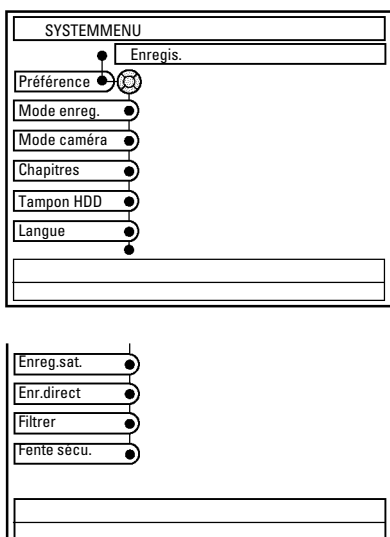 SYSTEMMENU
Enregis.
Préférence
Mode enreg.
Mode caméra
Chapitres
Tampon HDD
Langue
Enreg.sat.
Enr.direct
Filtrer
Fente sécu.